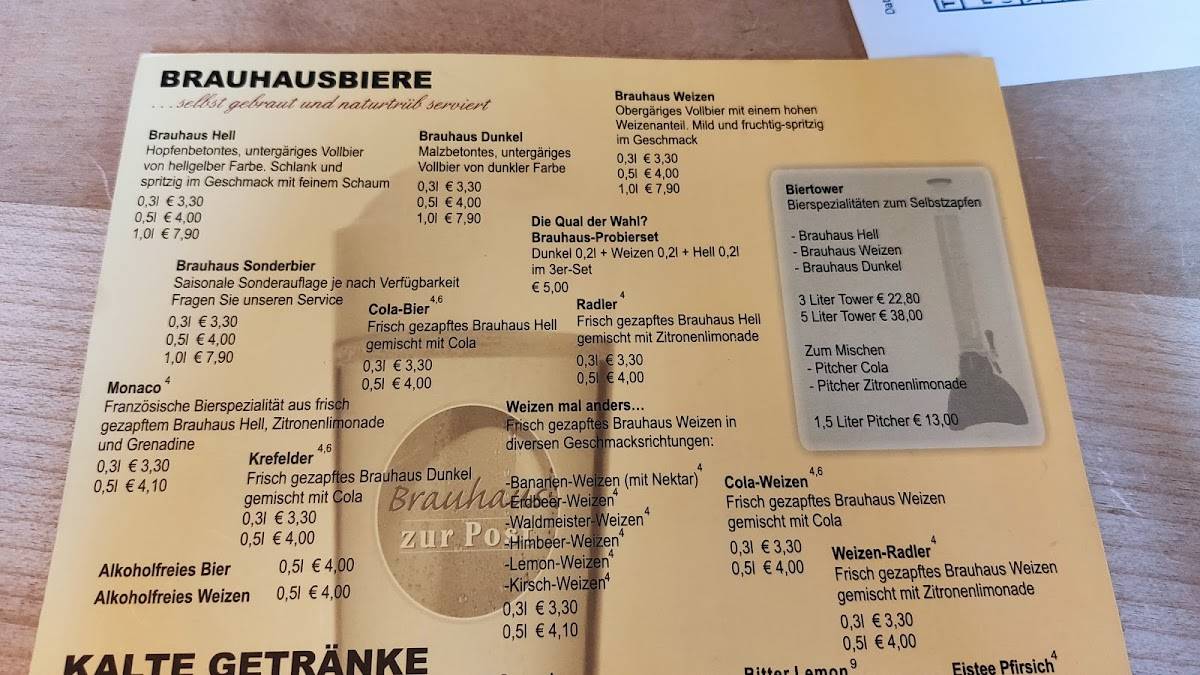 BRAUHAUSBIERE
...selbst gebraut und naturtrüb serviert
Brauhaus Hell
Hopfenbetontes, untergäriges Vollbier
von hellgelber Farbe. Schlank und
spritzig im Geschmack mit feinem Schaum
0,3l € 3,30
0,5l € 4,00
1,0l € 7,90
Brauhaus Dunkel
Malzbetontes, untergäriges
Vollbier von dunkler Farbe
0,3l € 3,30
0,5l € 4,00
1,0l € 7,90
Brauhaus Weizen
Obergäriges Vollbier mit einem hohen
Weizenanteil. Mild und fruchtig-spritzig
im Geschmack
0,3l € 3,30
0,5l € 4,00
1,0l € 7,90
Die Qual der Wahl?
Brauhaus-Probierset
Dunkel 0,2l + Weizen 0,2l + Hell 0,2l
im 3er-Set
€ 5,00
Biertower
Bierspezialitäten zum Selbstzapfen
- Brauhaus Hell
- Brauhaus Weizen
- Brauhaus Dunkel
3 Liter Tower € 22,80
5 Liter Tower € 38,00
Zum Mischen
- Pitcher Cola
- Pitcher Zitronenlimonade
1,5 Liter Pitcher € 13,00
Brauhaus Sonderbier
Saisonale Sonderauflage je nach Verfügbarkeit
Fragen Sie unseren Service
0,3l € 3,30
0,5l € 4,00
1,0l € 7,90
Cola-Bier 4,6
Frisch gezapftes Brauhaus Hell
gemischt mit Cola
0,3l € 3,30
0,5l € 4,00
Radler 4
Frisch gezapftes Brauhaus Hell
gemischt mit Zitronenlimonade
0,3l € 3,30
0,5l € 4,00
Monaco 4
Französische Bierspezialität aus frisch
gezapftem Brauhaus Hell, Zitronenlimonade
und Grenadine
0,3l € 3,30
0,5l € 4,10
Krefelder 4,6
Frisch gezapftes Brauhaus Dunkel
gemischt mit Cola
0,3l € 3,30
0,5l € 4,00
Weizen mal anders...
Frisch gezapftes Brauhaus Weizen in
diversen Geschmacksrichtungen:
-Bananen-Weizen (mit Nektar) 4
-Erdbeer-Weizen 4
-Waldmeister-Weizen 4
-Himbeer-Weizen 4
-Lemon-Weizen 4
-Kirsch-Weizen 4
0,3l € 3,30
0,5l € 4,10
Cola-Weizen 4,6
Frisch gezapftes Brauhaus Weizen
gemischt mit Cola
0,3l € 3,30
0,5l € 4,00
Weizen-Radler 4
Frisch gezapftes Brauhaus Weizen
gemischt mit Zitronenlimonade
0,3l € 3,30
0,5l € 4,00
Brauhaus
zur Post
Alkoholfreies Bier 0,5l € 4,00
Alkoholfreies Weizen 0,5l € 4,00
KALTE GETRÄNKE
Bitter Lemon 9
Eistee Pfirsich 4